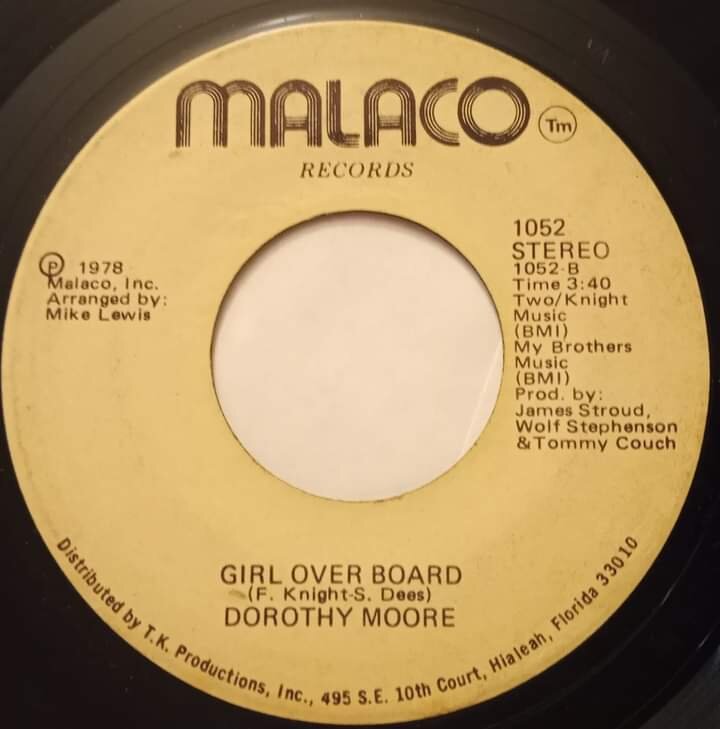 MALACO
Tm
RECORDS
℗ 1978
Malaco, Inc.
Arranged by:
Mike Lewis
1052
STEREO
1052-B
Time 3:40
Two/Knight
Music
(BMI)
My Brothers
Music
(BMI)
Prod. by:
James Stroud,
Wolf Stephenson
&Tommy Couch
GIRL OVER BOARD
(F. Knight-S. Dees)
DOROTHY MOORE
Distributed by T.K. Productions, Inc., 495 S.E. 10th Court, Hialeah, Florida 33010